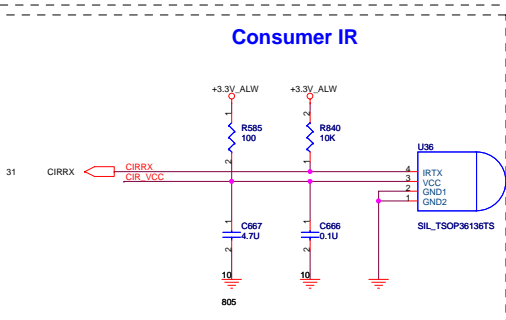 Consumer IR
+3.3V_ALW
+3.3V_ALW
1
R585
100
2
2
R840
10K
1
U36
31
CIRRX
CIRRX
CIR_VCC
4
IRTX
3
VCC
2
GND1
1
GND2
SIL_TSOP36136TS
1
C667
4.7U
2
1
C666
0.1U
2
10
10
805